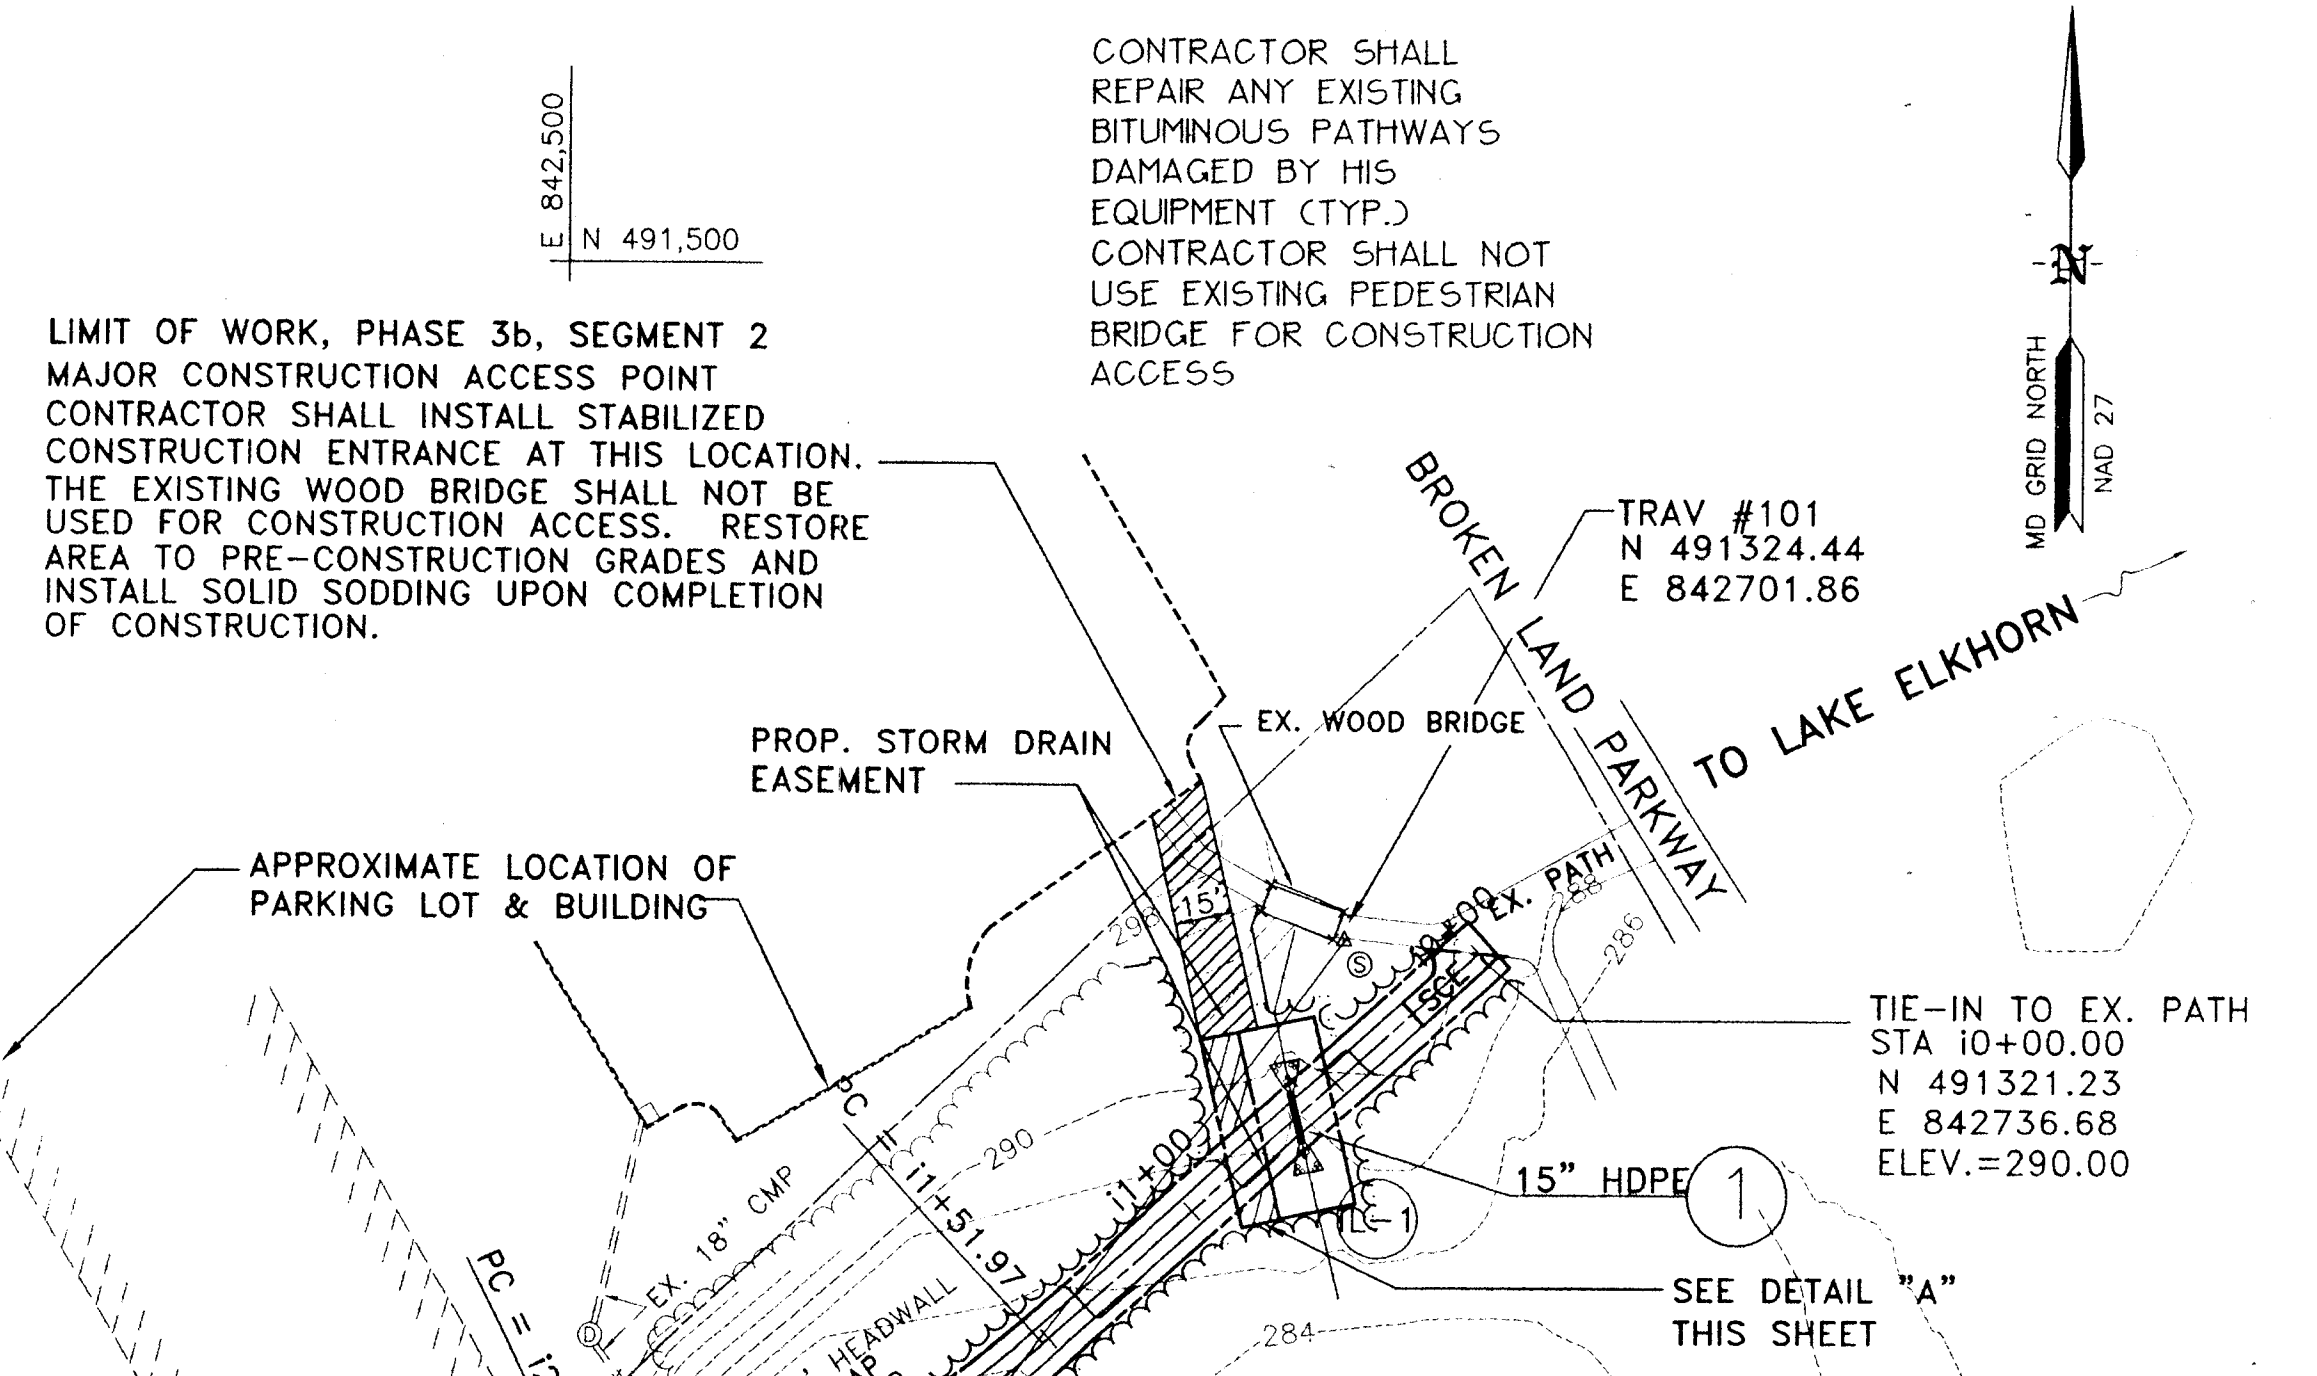 CONTRACTOR SHALL
REPAIR ANY EXISTING
BITUMINOUS PATHWAYS
DAMAGED BY HIS
EQUIPMENT (TYP.)
CONTRACTOR SHALL NOT
USE EXISTING PEDESTRIAN
BRIDGE FOR CONSTRUCTION
ACCESS
E 842,500
N 491,500
N
MD GRID NORTH
NAD 27
LIMIT OF WORK, PHASE 3b, SEGMENT 2
MAJOR CONSTRUCTION ACCESS POINT
CONTRACTOR SHALL INSTALL STABILIZED
CONSTRUCTION ENTRANCE AT THIS LOCATION.
THE EXISTING WOOD BRIDGE SHALL NOT BE
USED FOR CONSTRUCTION ACCESS. RESTORE
AREA TO PRE-CONSTRUCTION GRADES AND
INSTALL SOLID SODDING UPON COMPLETION
OF CONSTRUCTION.
BROKEN LAND PARKWAY
TRAV #101
N 491324.44
E 842701.86
TO LAKE ELKHORN
EX. WOOD BRIDGE
PROP. STORM DRAIN
EASEMENT
APPROXIMATE LOCATION OF
PARKING LOT & BUILDING
15'
298
S
i0+00
EX. PATH
288
286
SCE
TIE-IN TO EX. PATH
STA i0+00.00
N 491321.23
E 842736.68
ELEV.=290.00
PC = i1+51.97
290
i1+00
15" HDPE
1
EX. 18" CMP
D
HEADWALL
PC =
284
SEE DETAIL "A"
THIS SHEET